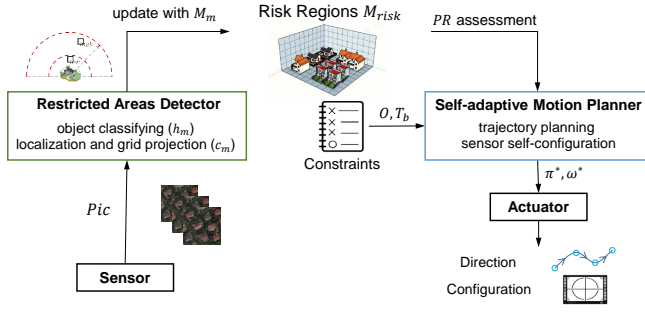 update with M_m
Risk Regions M_risk
PR assessment
Restricted Areas Detector
object classifying (h_m)
localization and grid projection (c_m)
O, T_b
Constraints
Self-adaptive Motion Planner
trajectory planning
sensor self-configuration
π*, ω*
Pic
Actuator
Sensor
Direction
Configuration